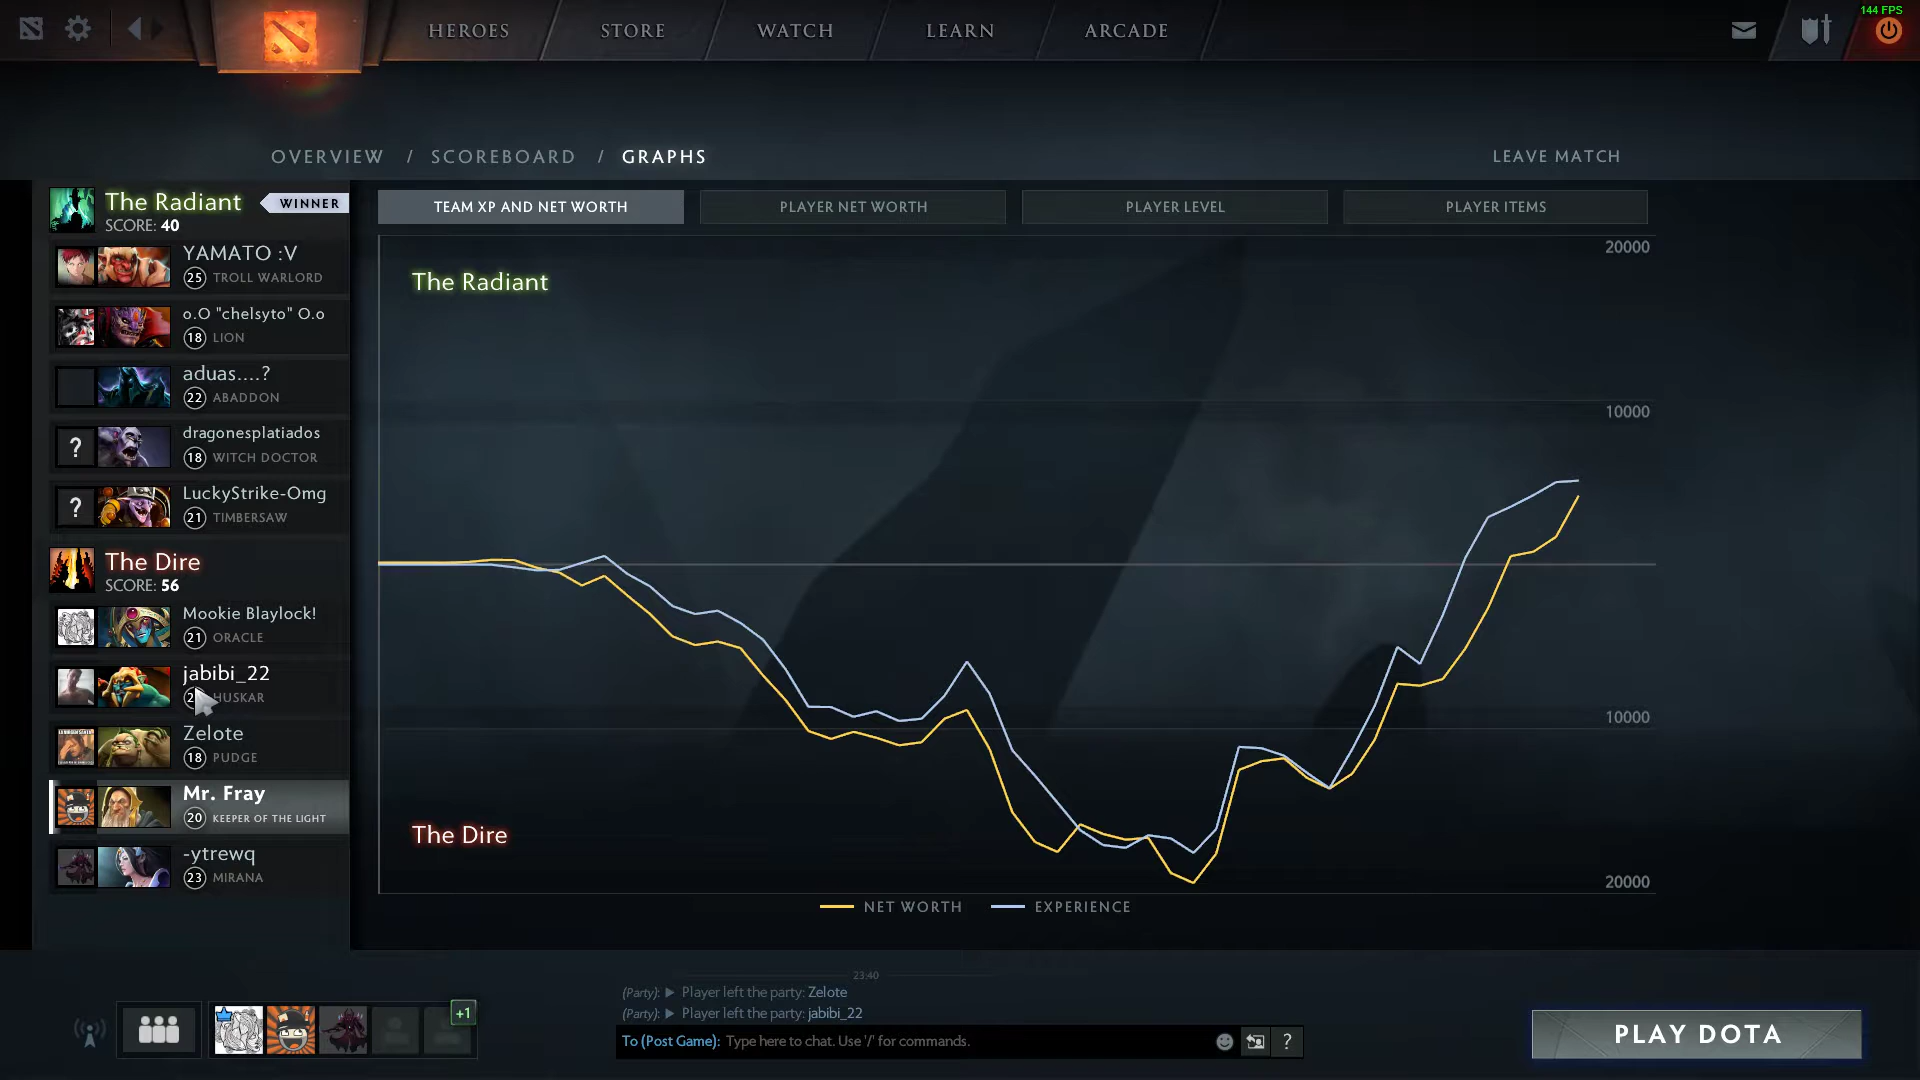 144 FPS
HEROES
STORE
WATCH
LEARN
ARCADE
OVERVIEW / SCOREBOARD / GRAPHS
LEAVE MATCH
The Radiant
WINNER
SCORE: 40
YAMATO :V
25 TROLL WARLORD
o.O "chelsyto" O.o
18 LION
aduas....?
22 ABADDON
?
dragonesplatiados
18 WITCH DOCTOR
?
LuckyStrike-Omg
21 TIMBERSAW
The Dire
SCORE: 56
Mookie Blaylock!
21 ORACLE
jabibi_22
HUSKAR
Zelote
18 PUDGE
Mr. Fray
20 KEEPER OF THE LIGHT
-ytrewq
23 MIRANA
TEAM XP AND NET WORTH
PLAYER NET WORTH
PLAYER LEVEL
PLAYER ITEMS
20000
The Radiant
10000
10000
The Dire
20000
NET WORTH
EXPERIENCE
+1
23:40
(Party): ▶ Player left the party: Zelote
(Party): ▶ Player left the party: jabibi_22
To (Post Game): Type here to chat. Use '/' for commands.
?
PLAY DOTA